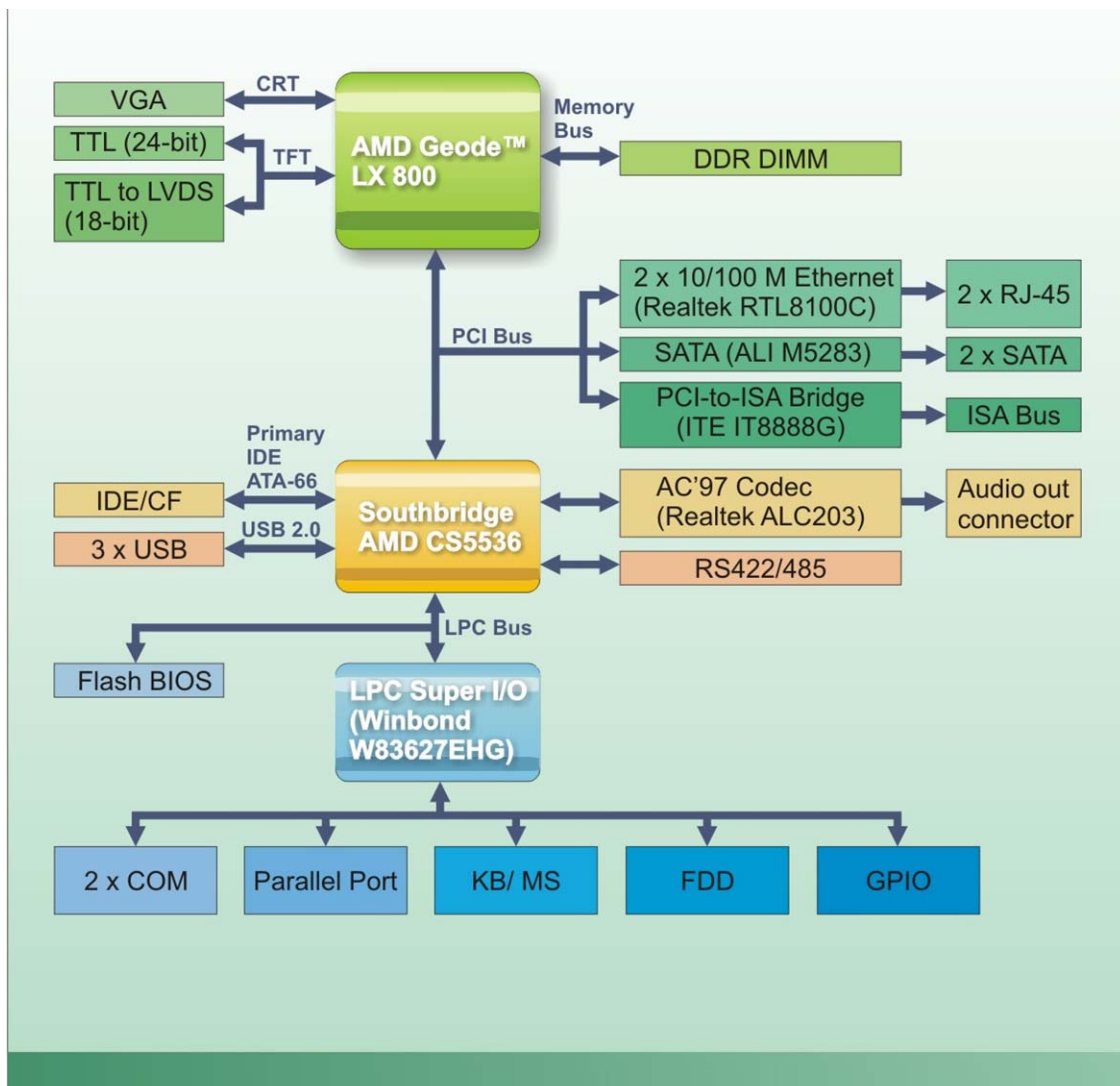 CRT
VGA
TTL (24-bit)
TFT
TTL to LVDS
(18-bit)
AMD Geode™
LX 800
Memory
Bus
DDR DIMM
PCI Bus
2 x 10/100 M Ethernet
(Realtek RTL8100C)
2 x RJ-45
SATA (ALI M5283)
2 x SATA
PCI-to-ISA Bridge
(ITE IT8888G)
ISA Bus
Primary
IDE
ATA-66
IDE/CF
USB 2.0
3 x USB
Southbridge
AMD CS5536
AC'97 Codec
(Realtek ALC203)
Audio out
connector
RS422/485
LPC Bus
Flash BIOS
LPC Super I/O
(Winbond
W83627EHG)
2 x COM
Parallel Port
KB/ MS
FDD
GPIO